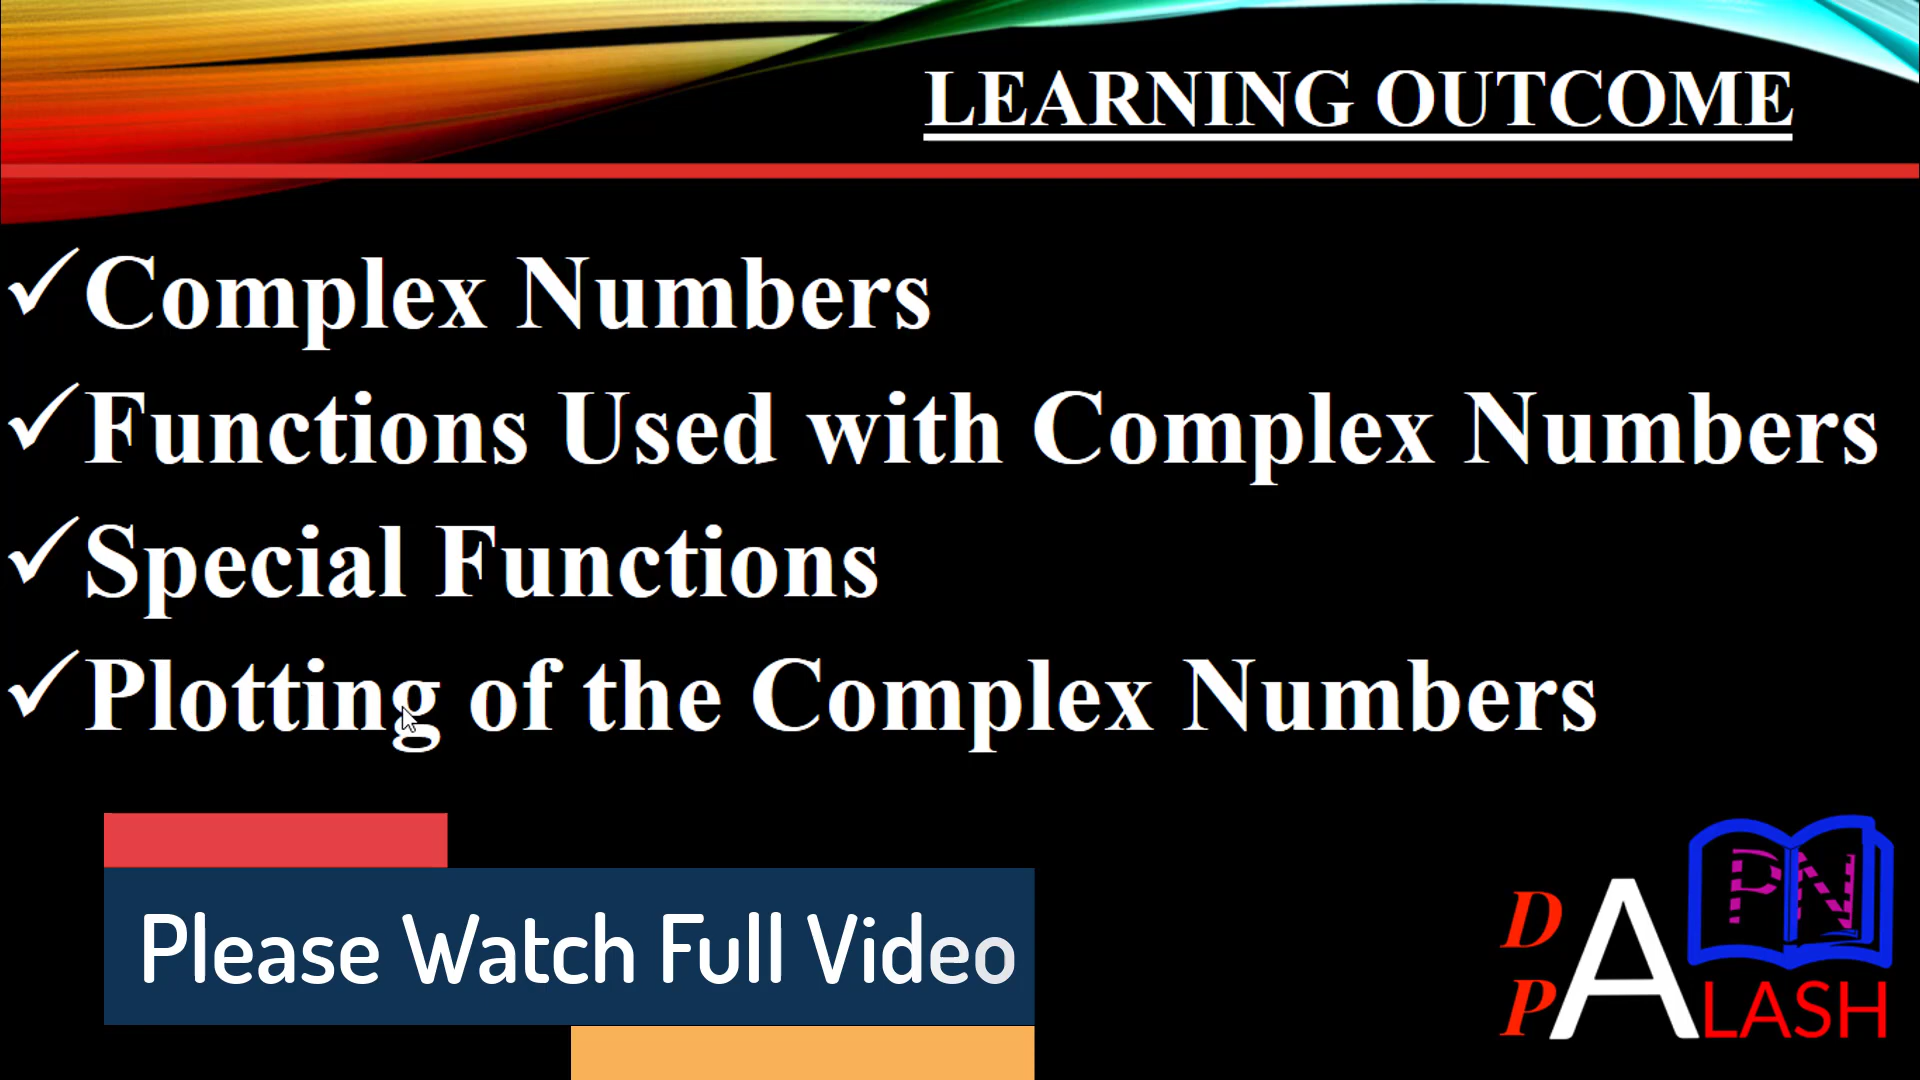 LEARNING OUTCOME
✓Complex Numbers
✓Functions Used with Complex Numbers
✓Special Functions
✓Plotting of the Complex Numbers
Please Watch Full Video
PN
D
P
ALASH